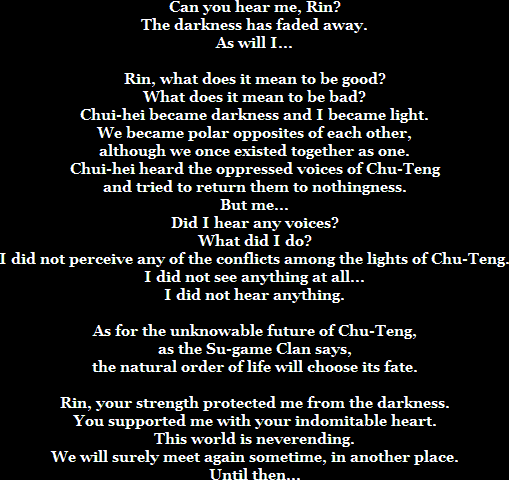 Can you hear me, Rin?
The darkness has faded away.
As will I...
Rin, what does it mean to be good?
What does it mean to be bad?
Chui-hei became darkness and I became light.
We became polar opposites of each other,
although we once existed together as one.
Chui-hei heard the oppressed voices of Chu-Teng
and tried to return them to nothingness.
But me...
Did I hear any voices?
What did I do?
I did not perceive any of the conflicts among the lights of Chu-Teng.
I did not see anything at all...
I did not hear anything.
As for the unknowable future of Chu-Teng,
as the Su-game Clan says,
the natural order of life will choose its fate.
Rin, your strength protected me from the darkness.
You supported me with your indomitable heart.
This world is neverending.
We will surely meet again sometime, in another place.
Until then...